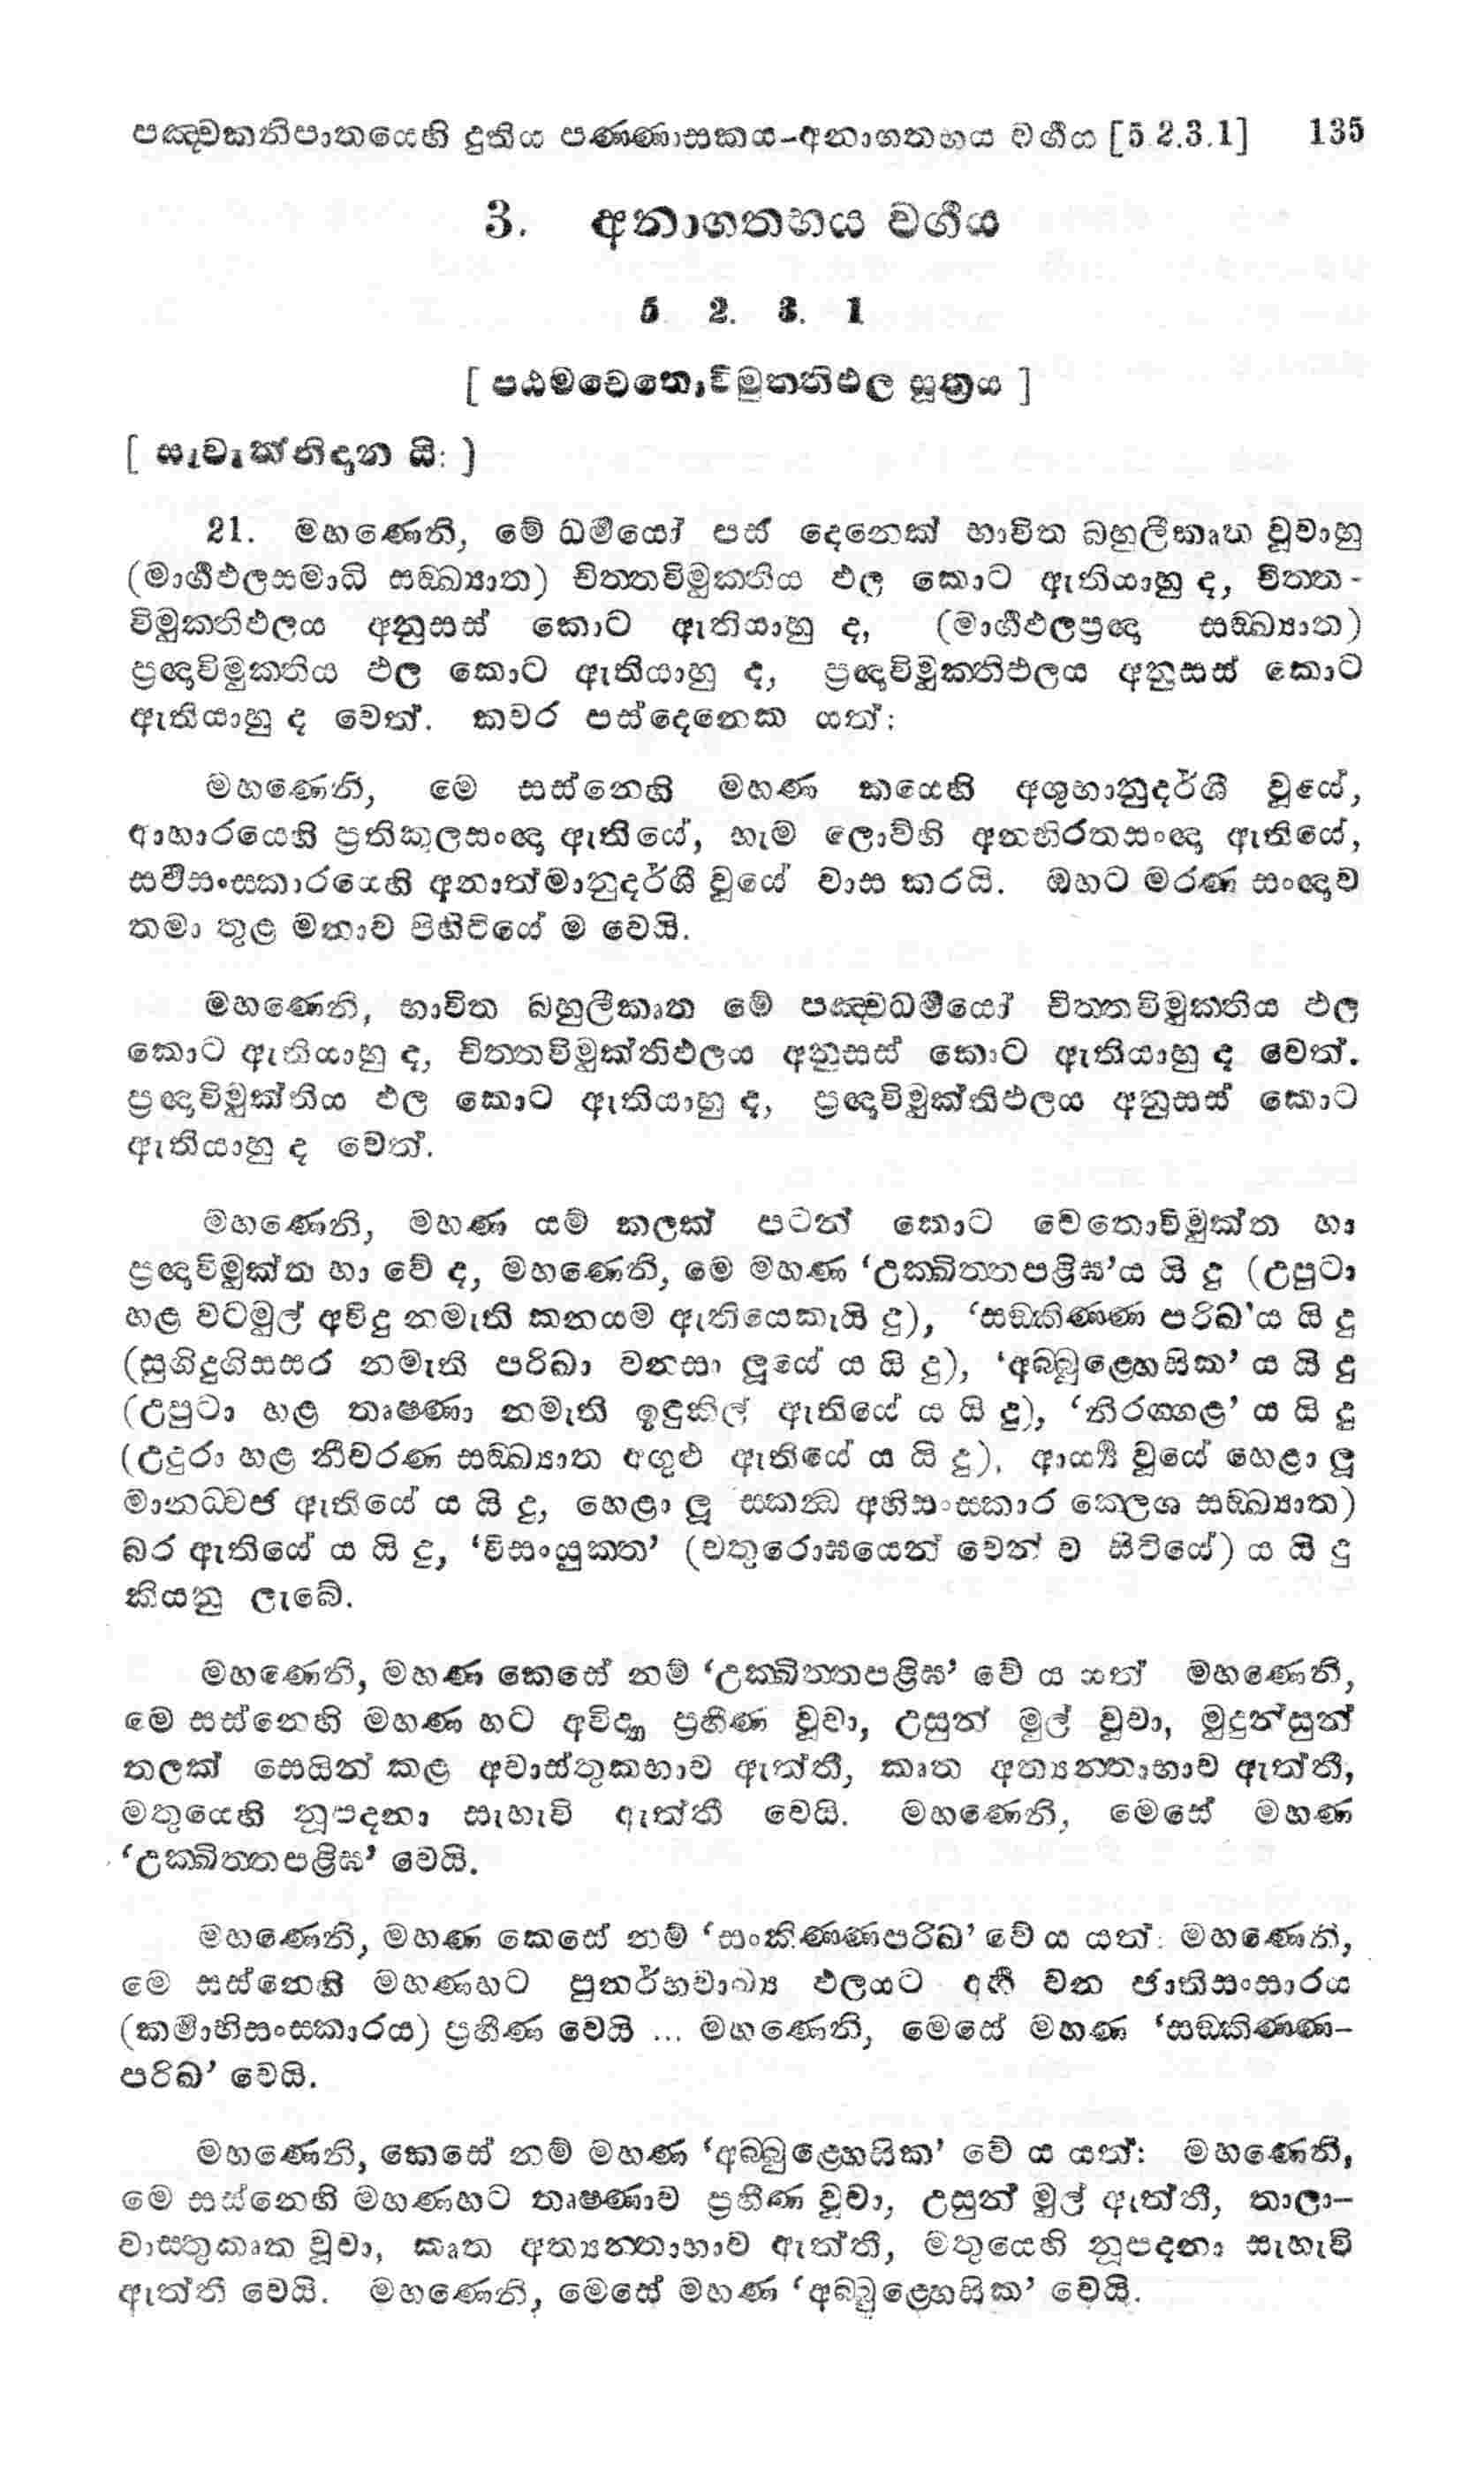 පඤ්චකනිපාතයෙහි දුතිය පණ්ණාසකය-අනාගතභය වර්‍ගය [5.2.3.1] 135
3. අනාගතභය වර්‍ගය
5 2. 3. 1
[ පඨමචෙතොවිමුත්තිඵල සූත්‍රය ]
[ සැවැත්නිදාන යි: ]
21. මහණෙනි, මේ ධර්‍මයෝ පස් දෙනෙක් භාවිත බහුලීකෘත වූවාහු
(මාර්‍ගඵලසමාධි සඞ්ඛ්‍යාත) චිත්තවිමුක්තිය ඵල කොට ඇතියාහු ද, චිත්ත-
විමුක්තිඵලය අනුසස් කොට ඇතියාහු ද, (මාර්‍ගඵලප්‍රඥා සඞ්ඛ්‍යාත)
ප්‍රඥාවිමුක්තිය ඵල කොට ඇතියාහු ද, ප්‍රඥාවිමුක්තිඵලය අනුසස් කොට
ඇතියාහු ද වෙත්. කවර පස්දෙනෙක යත්:
මහණෙනි, මෙ සස්නෙහි මහණ කයෙහි අශුභානුදර්ශී වූයේ,
ආහාරයෙහි ප්‍රතිකූලසංඥා ඇතියේ, හැම ලොව්හි අනභිරතසංඥා ඇතියේ,
සර්‍වසංස්කාරයෙහි අනාත්මානුදර්ශී වූයේ වාස කරයි. ඔහට මරණ සංඥාව
තමා තුළ මනාව පිහිටියේ ම වෙයි.
මහණෙනි, භාවිත බහුලීකෘත මේ පඤ්චධර්‍මයෝ චිත්තවිමුක්තිය ඵල
කොට ඇතියාහු ද, චිත්තවිමුක්තිඵලය අනුසස් කොට ඇතියාහු ද වෙත්.
ප්‍රඥාවිමුක්තිය ඵල කොට ඇතියාහු ද, ප්‍රඥාවිමුක්තිඵලය අනුසස් කොට
ඇතියාහු ද වෙත්.
මහණෙනි, මහණ යම් කලක් පටන් කොට චෙතොවිමුක්ත හා
ප්‍රඥාවිමුක්ත හා වේ ද, මහණෙනි, මෙ මහණ ‘උක්ඛිත්තපළිඝ’ය යි ද (උපුටා
හළ වටමුල් අවිදු නමැති කනයම ඇතියෙකැයි ද), ‘සඞ්කිණ්ණ පරිඛ’ය යි ද
(සුගිදුගිසසර නමැති පරිඛා වනසා ලූයේ ය යි ද), ‘අබ්බූළ්හෙසික’ ය යි ද
(උපුටා හළ තෘෂ්ණා නමැති ඉඳුකිල් ඇතියේ ය යි ද), ‘නිරග්ගළ’ ය යි ද
(උදුරා හළ නීවරණ සඞ්ඛ්‍යාත අගුළු ඇතියේ ය යි ද), ආර්‍ය්‍ය වූයේ හෙළා ලූ
මානධ්වජ ඇතියේ ය යි ද, හෙළා ලූ ස්කන්ධ අභිසංස්කාර කෙලශ සඞ්ඛ්‍යාත)
බර ඇතියේ ය යි ද, ‘විසංයුක්ත’ (චතුරොඝයෙන් වෙන් ව සිටියේ) ය යි ද
කියනු ලැබේ.
මහණෙනි, මහණ කෙසේ නම් ‘උක්ඛිත්තපළිඝ’ වේ ය යත් මහණෙනි,
මෙ සස්නෙහි මහණ හට අවිද්‍යා ප්‍රහීණ වූවා, උසුන් මුල් වූවා, මුදුන්සුන්
තලක් සෙයින් කළ අවාස්තුකභාව ඇත්තී, කෘත අත්‍යන්තාභාව ඇත්තී,
මතුයෙහි නූපදනා සැහැවි ඇත්තී වෙයි. මහණෙනි, මෙසේ මහණ
‘උක්ඛිත්තපළිඝ’ වෙයි.
මහණෙනි, මහණ කෙසේ නම් ‘සංකිණ්ණපරිඛ’ වේ ය යත්: මහණෙනි,
මෙ සස්නෙහි මහණහට පුනර්භවාඛ්‍ය ඵලයට අර්‍හ වන ජාතිසංසාරය
(කර්‍මාභිසංස්කාරය) ප්‍රහීණ වෙයි ... මහණෙනි, මෙසේ මහණ ‘සඞ්කිණ්ණ-
පරිඛ’ වෙයි.
මහණෙනි, කෙසේ නම් මහණ ‘අබ්බුළ්හෙසික’ වේ ය යත්: මහණෙනි,
මෙ සස්නෙහි මහණහට තෘෂ්ණාව ප්‍රහීණ වූවා, උසුන් මුල් ඇත්තී, තාලා-
වාස්තුකෘත වූවා, කෘත අත්‍යන්තාභාව ඇත්තී, මතුයෙහි නූපදනා සැහැවි
ඇත්තී වෙයි. මහණෙනි, මෙසේ මහණ ‘අබ්බුළ්හෙසික’ වෙයි.